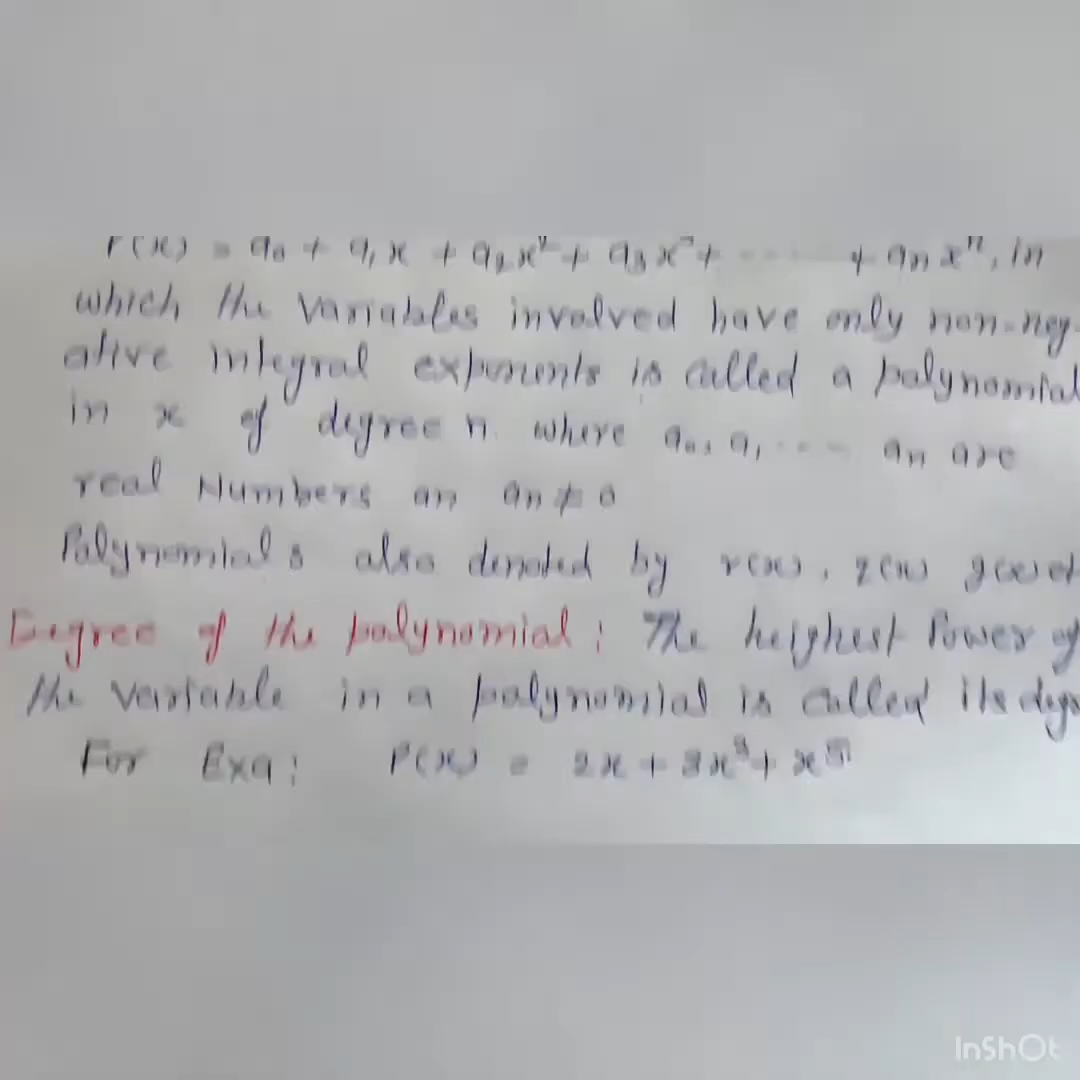 P(x) = a₀ + a₁x + a₂x² + a₃x³ + ...... + aₙxⁿ, in
which the variables involved have only non-neg-
ative integral exponents is called a polynomial
in x of degree n. where a₀, a₁ .... aₙ are
real Numbers an aₙ ≠ 0
Polynomials also denoted by r(x), q(x) g(x) et
Degree of the polynomial : The heighest Power of
the variable in a polynomial is called its degr
For Exa : P(x) = 2x + 3x³ + x⁵
InShOt